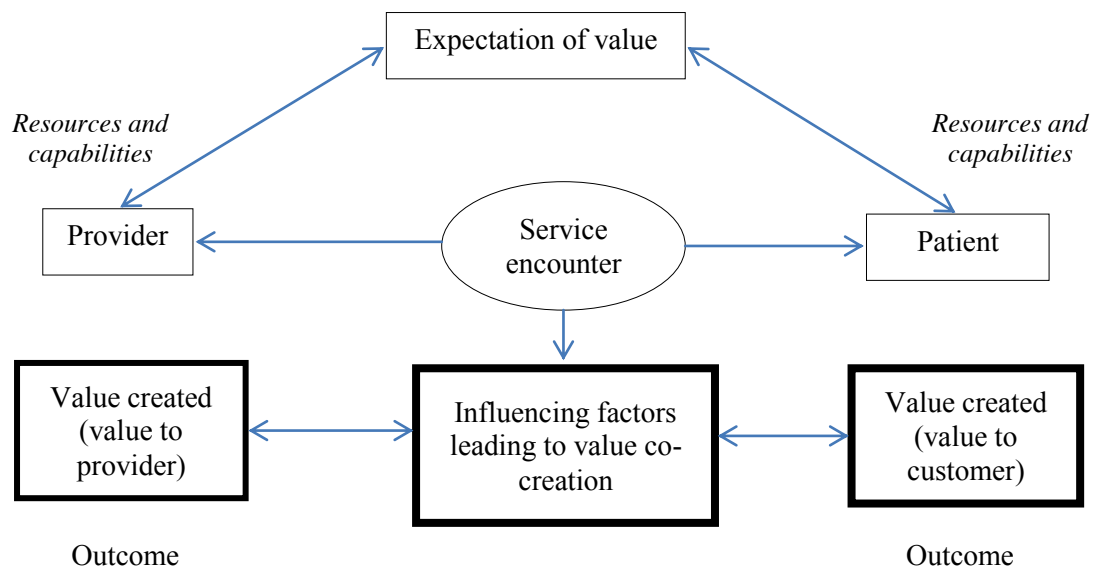 Expectation of value
Resources and
capabilities
Resources and
capabilities
Provider
Service
encounter
Patient
Value created
(value to
provider)
Influencing factors
leading to value co-
creation
Value created
(value to
customer)
Outcome
Outcome